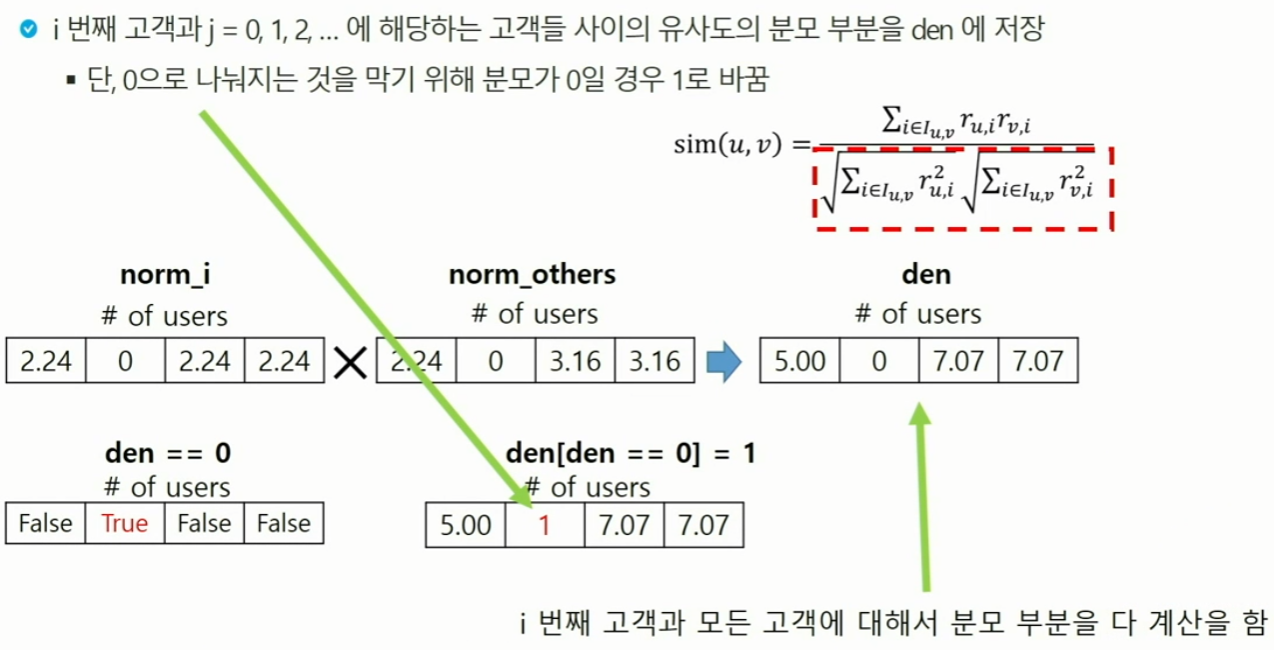 i 번째 고객과 j = 0, 1, 2, ... 에 해당하는 고객들 사이의 유사도의 분모 부분을 den 에 저장
▪ 단, 0으로 나눠지는 것을 막기 위해 분모가 0일 경우 1로 바꿈
sim(u, v) = \frac{\sum_{i∈I_{u,v}} r_{u,i} r_{v,i}}{\sqrt{\sum_{i∈I_{u,v}} r_{u,i}^2} \sqrt{\sum_{i∈I_{u,v}} r_{v,i}^2}}
norm_i norm_others den
# of users # of users # of users
2.24 0 2.24 2.24 × 2.24 0 3.16 3.16 5.00 0 7.07 7.07
den == 0 den[den == 0] = 1
# of users # of users
False True False False 5.00 1 7.07 7.07
i 번째 고객과 모든 고객에 대해서 분모 부분을 다 계산을 함